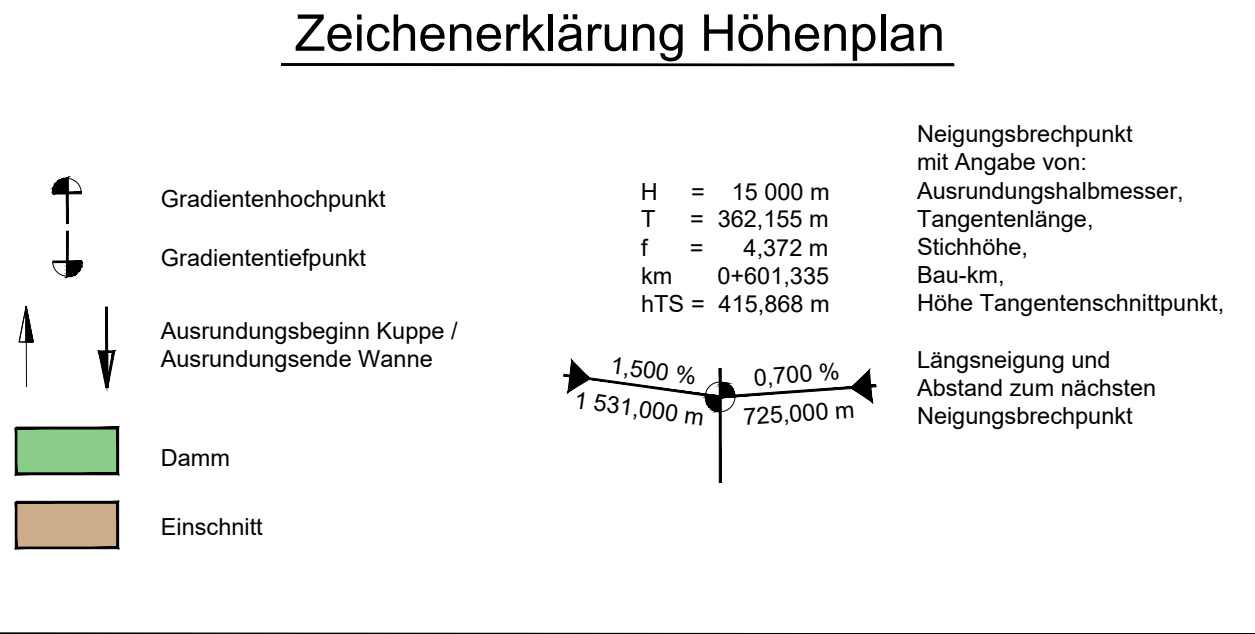 Zeichenerklärung Höhenplan
Gradientenhochpunkt
Gradiententiefpunkt
Ausrundungsbeginn Kuppe /
Ausrundungsende Wanne
Damm
Einschnitt
H = 15 000 m
T = 362,155 m
f = 4,372 m
km 0+601,335
hTS = 415,868 m
1,500 %
0,700 %
1 531,000 m
725,000 m
Neigungsbrechpunkt
mit Angabe von:
Ausrundungshalbmesser,
Tangentenlänge,
Stichhöhe,
Bau-km,
Höhe Tangentenschnittpunkt,
Längsneigung und
Abstand zum nächsten
Neigungsbrechpunkt